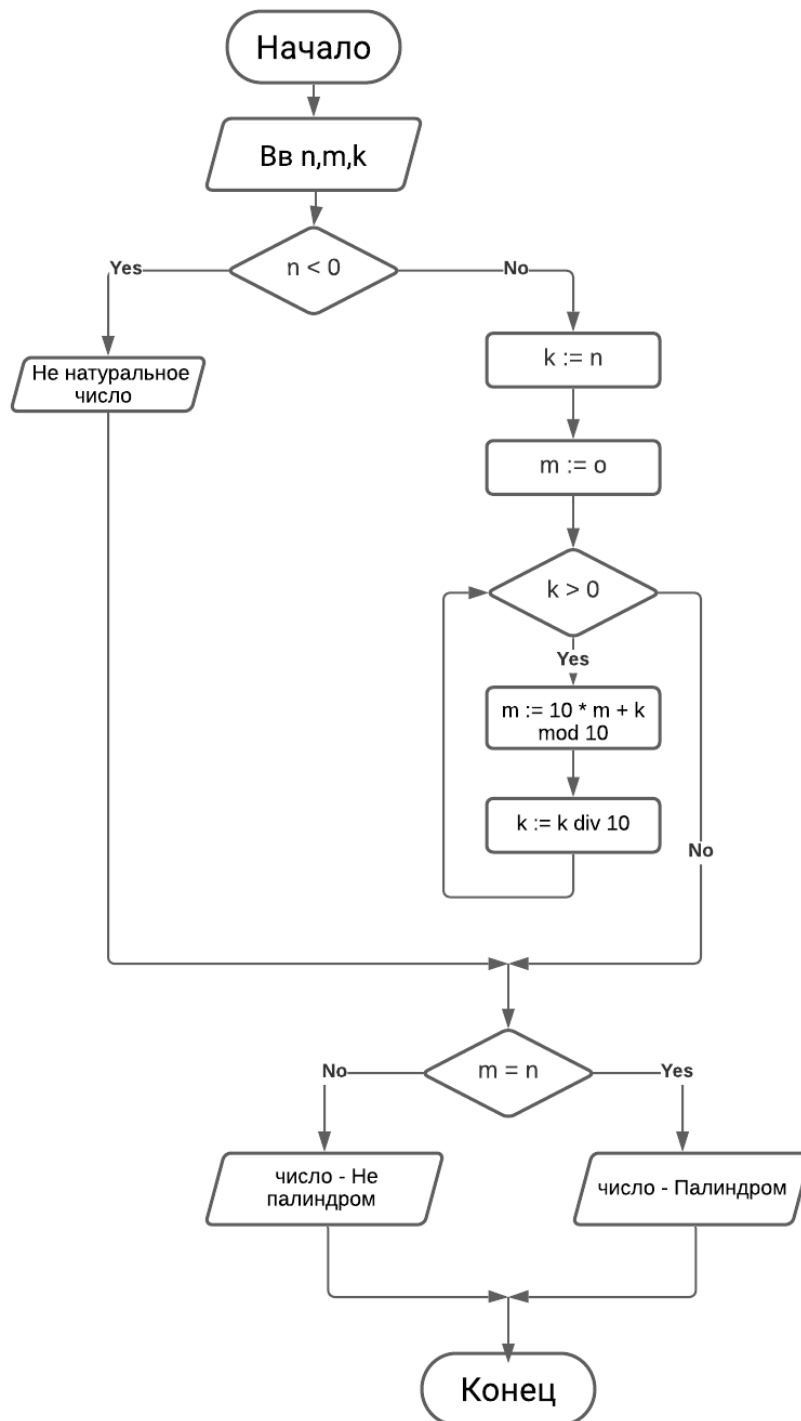 Начало
Вв n,m,k
n < 0
Yes
No
Не натуральное
число
k := n
m := o
k > 0
Yes
m := 10 * m + k
mod 10
k := k div 10
No
m = n
No
Yes
число - Не
палиндром
число - Палиндром
Конец